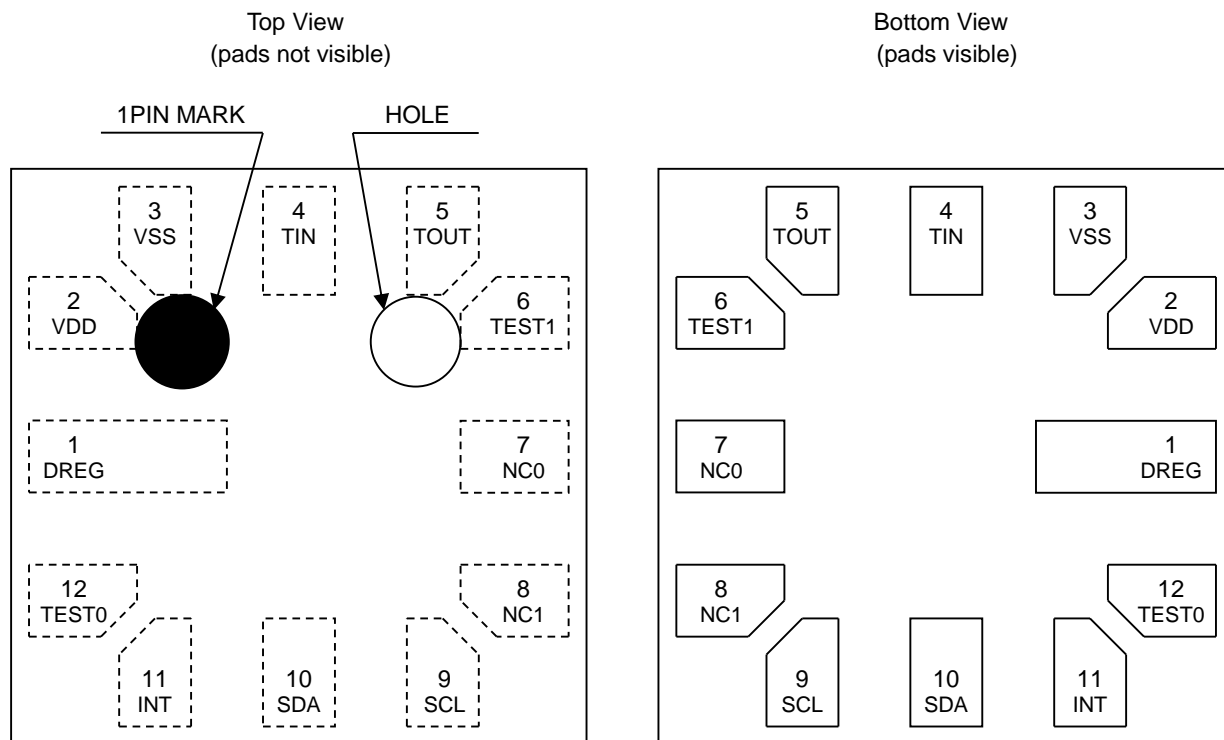 Top View
(pads not visible)
1PIN MARK
HOLE
3
VSS
4
TIN
5
TOUT
2
VDD
6
TEST1
1
DREG
7
NC0
12
TEST0
8
NC1
11
INT
10
SDA
9
SCL
Bottom View
(pads visible)
5
TOUT
4
TIN
3
VSS
6
TEST1
2
VDD
7
NC0
1
DREG
8
NC1
12
TEST0
9
SCL
10
SDA
11
INT